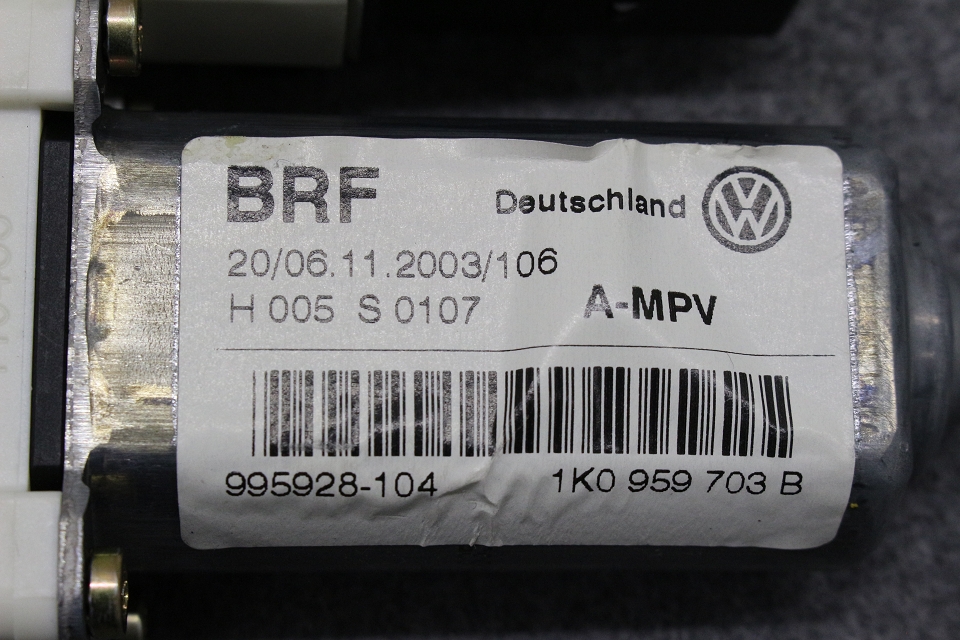 BRF
Deutschland
20/06.11.2003/106
H 005 S 0107
A-MPV
995928-104
1K0 959 703 B